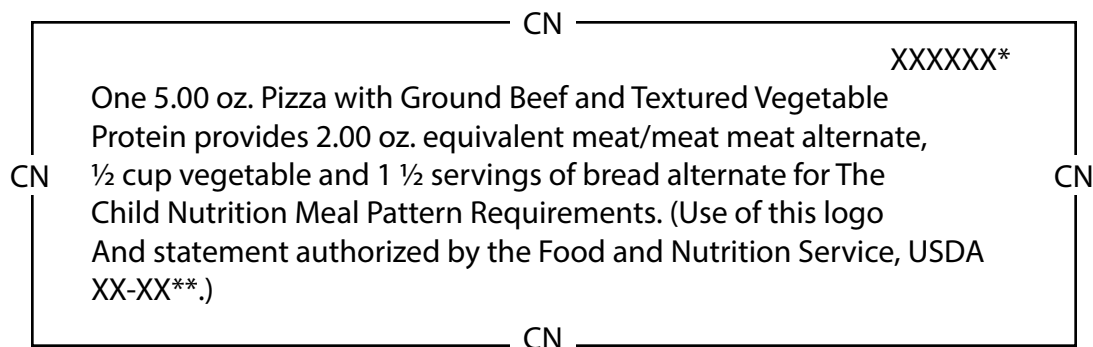 CN
XXXXXX*
One 5.00 oz. Pizza with Ground Beef and Textured Vegetable
Protein provides 2.00 oz. equivalent meat/meat meat alternate,
CN ½ cup vegetable and 1 ½ servings of bread alternate for The CN
Child Nutrition Meal Pattern Requirements. (Use of this logo
And statement authorized by the Food and Nutrition Service, USDA
XX-XX**.)
CN